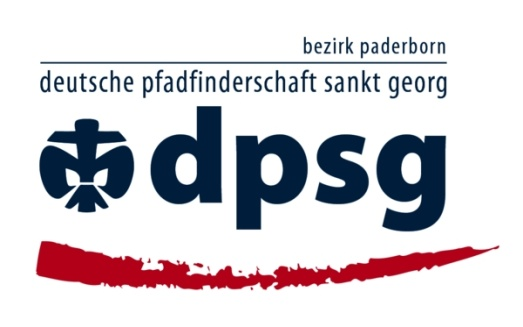 bezirk paderborn
deutsche pfadfinderschaft sankt georg
dpsg